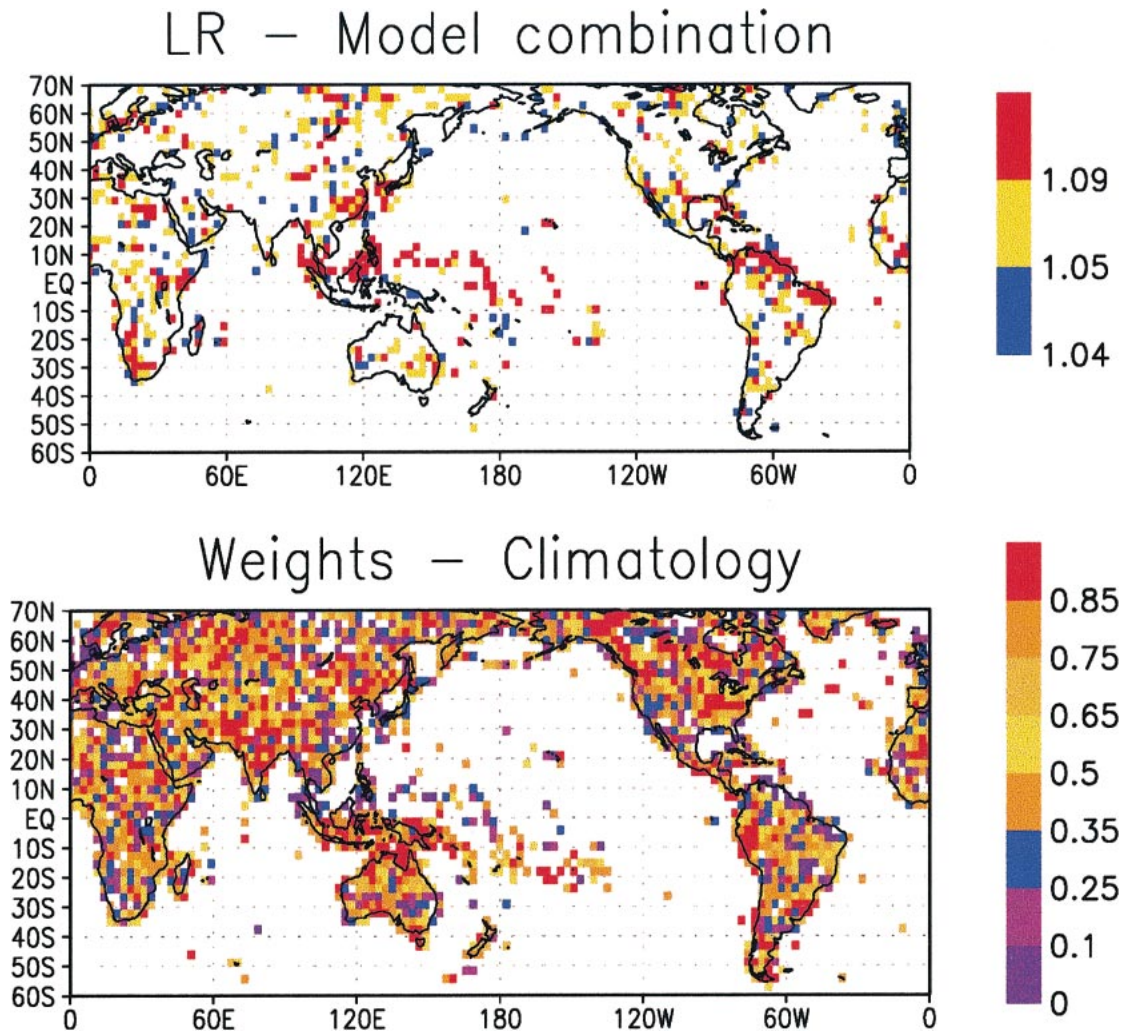 LR – Model combination
70N
60N
50N
40N
30N
20N
10N
EQ
10S
20S
30S
40S
50S
60S
0 60E 120E 180 120W 60W 0
1.09
1.05
1.04
Weights – Climatology
70N
60N
50N
40N
30N
20N
10N
EQ
10S
20S
30S
40S
50S
60S
0 60E 120E 180 120W 60W 0
0.85
0.75
0.65
0.5
0.35
0.25
0.1
0